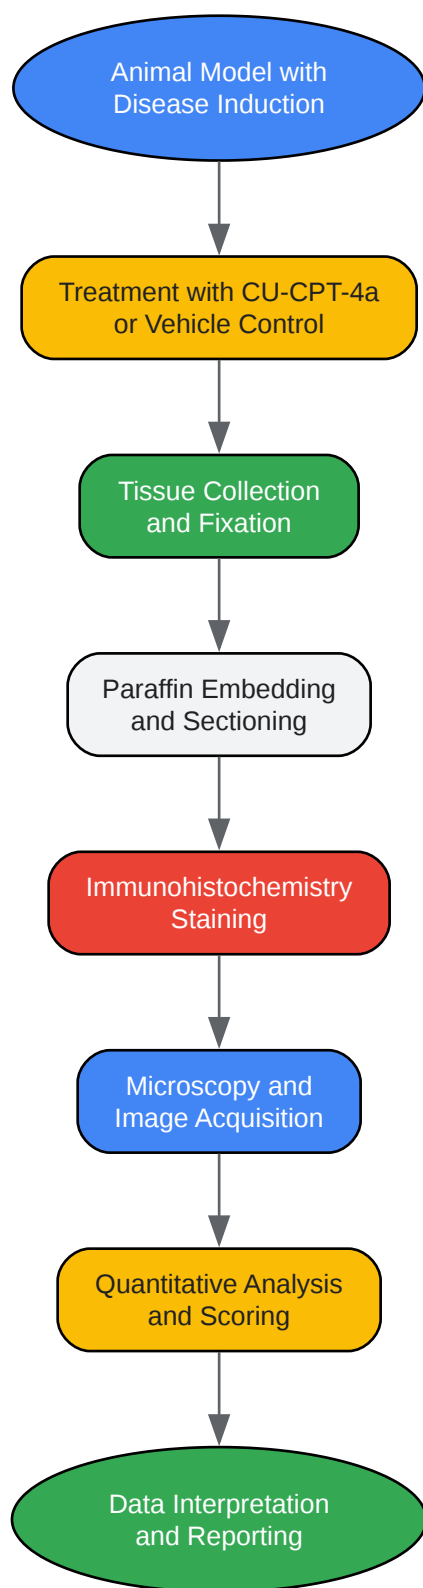 Animal Model with
Disease Induction
Treatment with CU-CPT-4a
or Vehicle Control
Tissue Collection
and Fixation
Paraffin Embedding
and Sectioning
Immunohistochemistry
Staining
Microscopy and
Image Acquisition
Quantitative Analysis
and Scoring
Data Interpretation
and Reporting